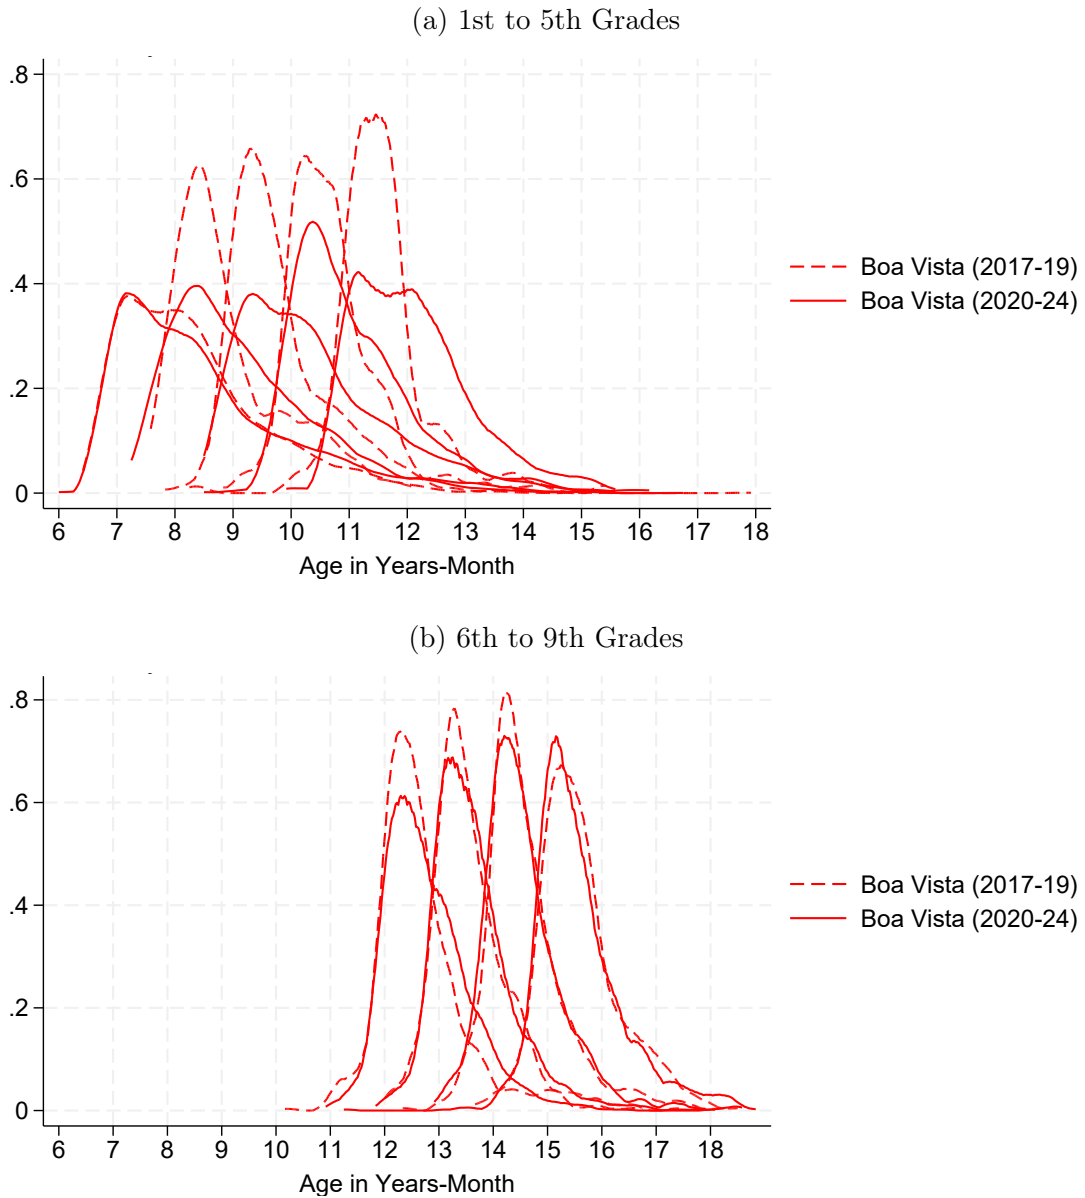 (a) 1st to 5th Grades
.8
.6
.4
.2
0
6 7 8 9 10 11 12 13 14 15 16 17 18
Age in Years-Month
Boa Vista (2017-19)
Boa Vista (2020-24)
(b) 6th to 9th Grades
.8
.6
.4
.2
0
6 7 8 9 10 11 12 13 14 15 16 17 18
Age in Years-Month
Boa Vista (2017-19)
Boa Vista (2020-24)